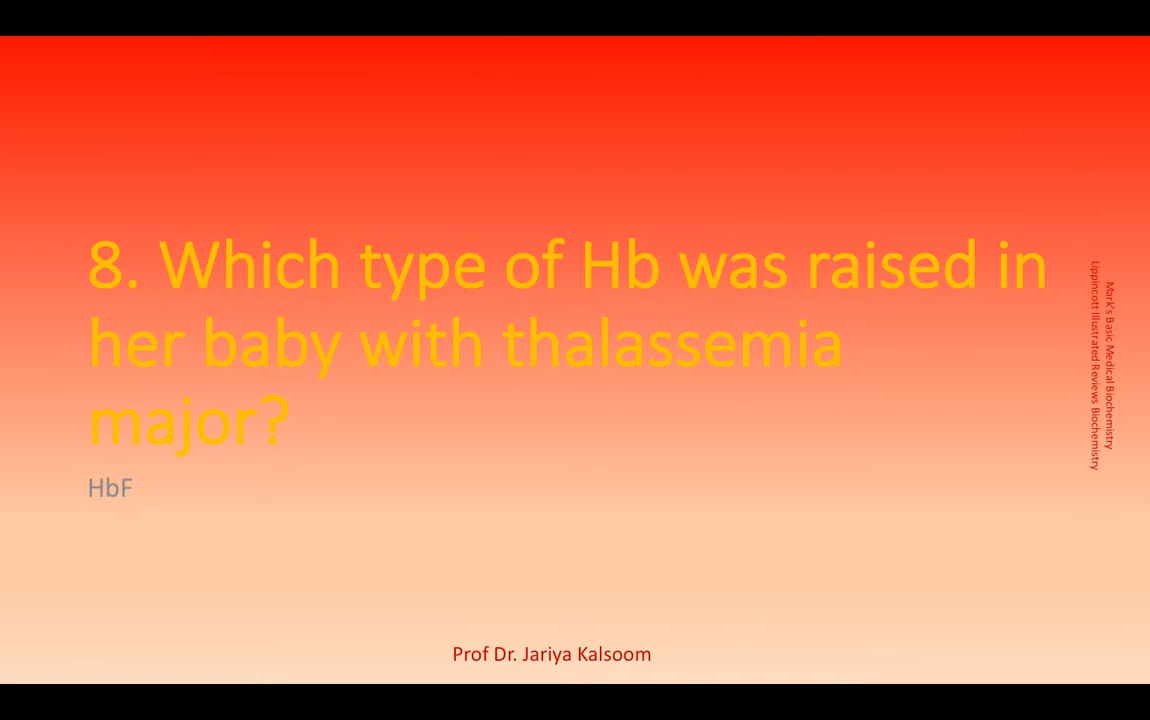 8. Which type of Hb was raised in
her baby with thalassemia
major?
HbF
Mark's Basic Medical Biochemistry
Lippincott Illustrated Reviews Biochemistry
Prof Dr. Jariya Kalsoom